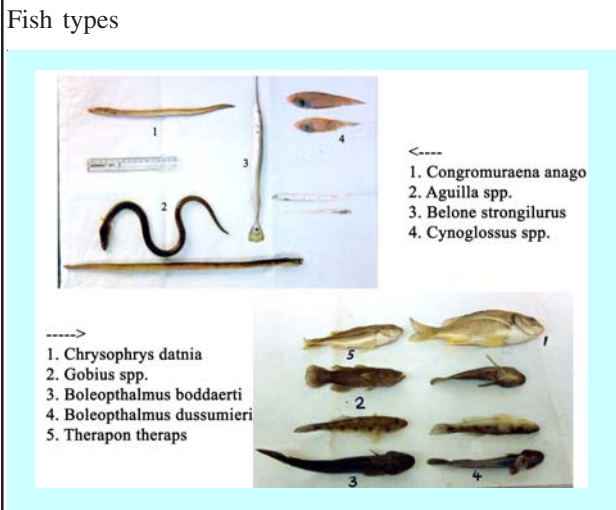 Fish types
1
3
4
2
<----
1. Congromuraena anago
2. Aguilla spp.
3. Belone strongilurus
4. Cynoglossus spp.
----->
1. Chrysophrys datnia
2. Gobius spp.
3. Boleopthalmus boddaerti
4. Boleopthalmus dussumieri
5. Therapon theraps
5
1
2
3
4